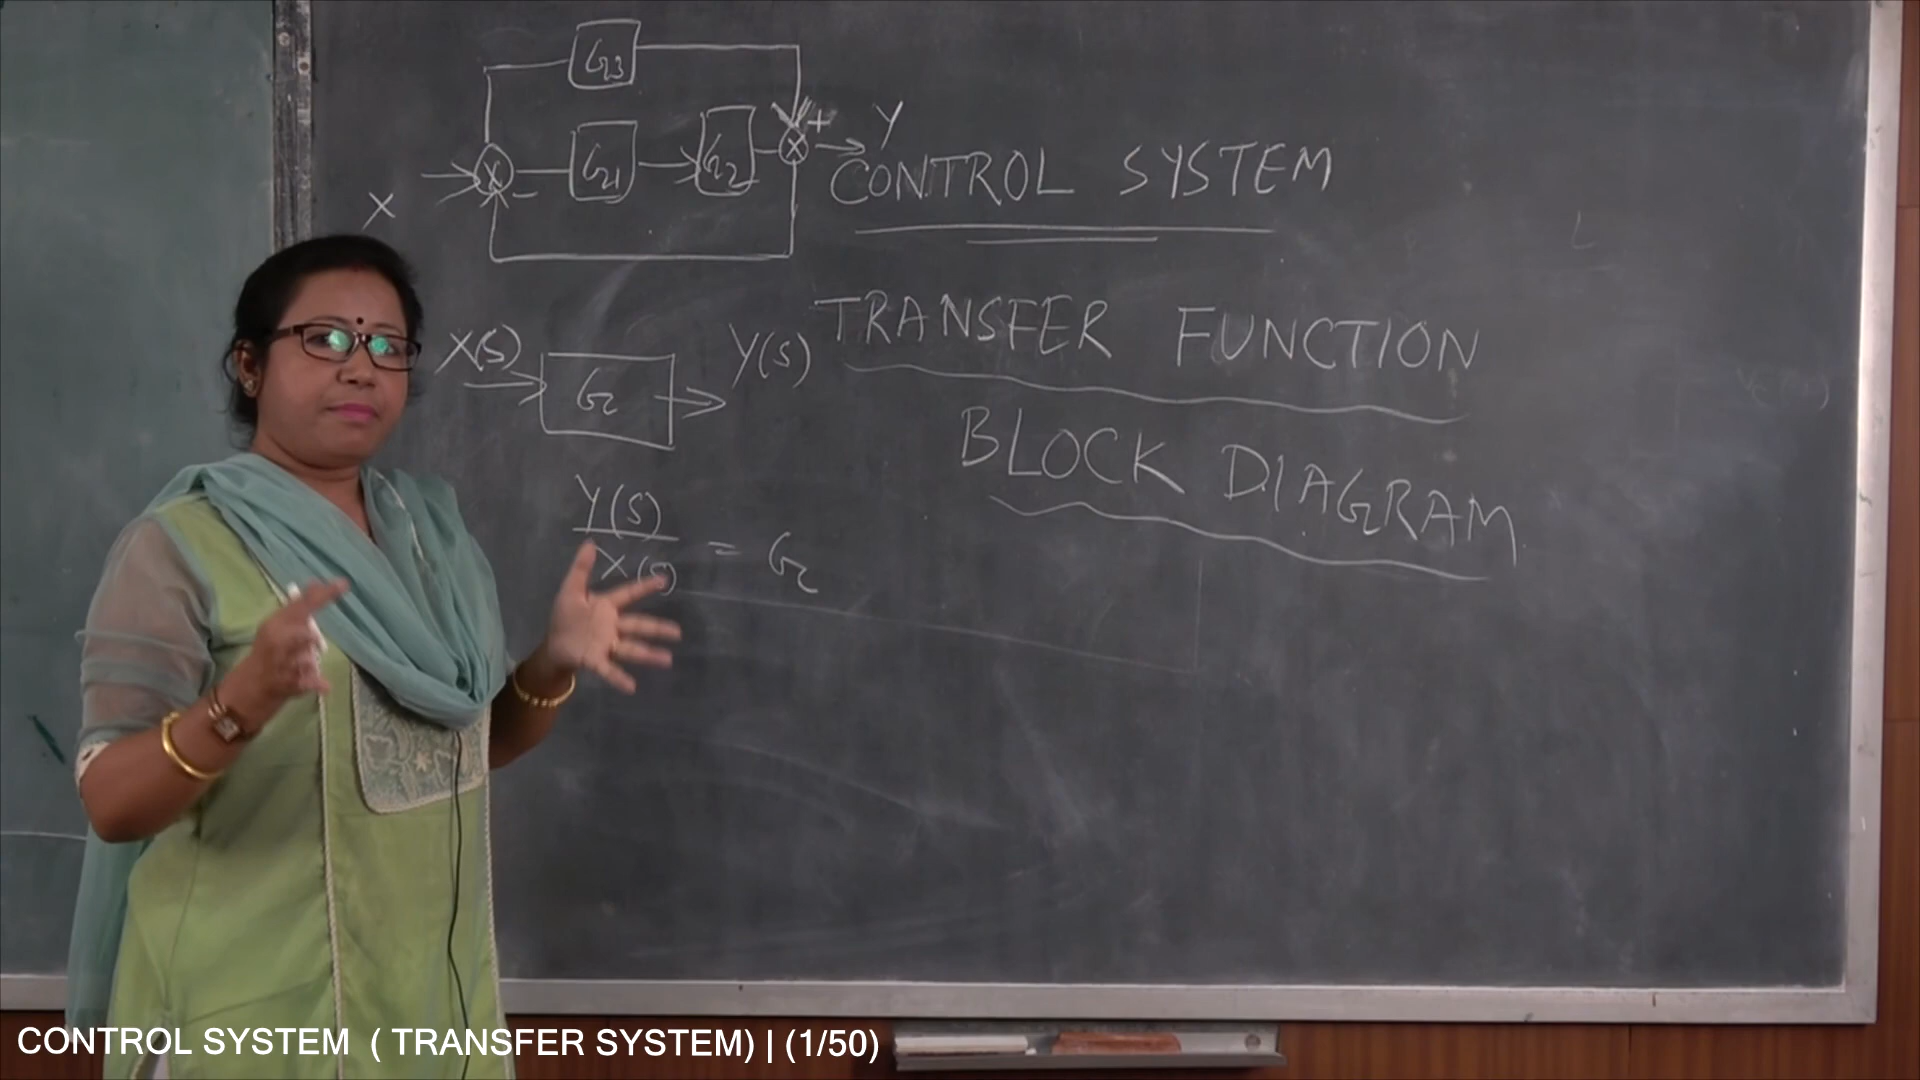 G3
+ Y
G1 G2
X -
CONTROL SYSTEM
X(S) G Y(S)
TRANSFER FUNCTION
BLOCK DIAGRAM
Y(S)
X(S) = G
CONTROL SYSTEM ( TRANSFER SYSTEM) | (1/50)